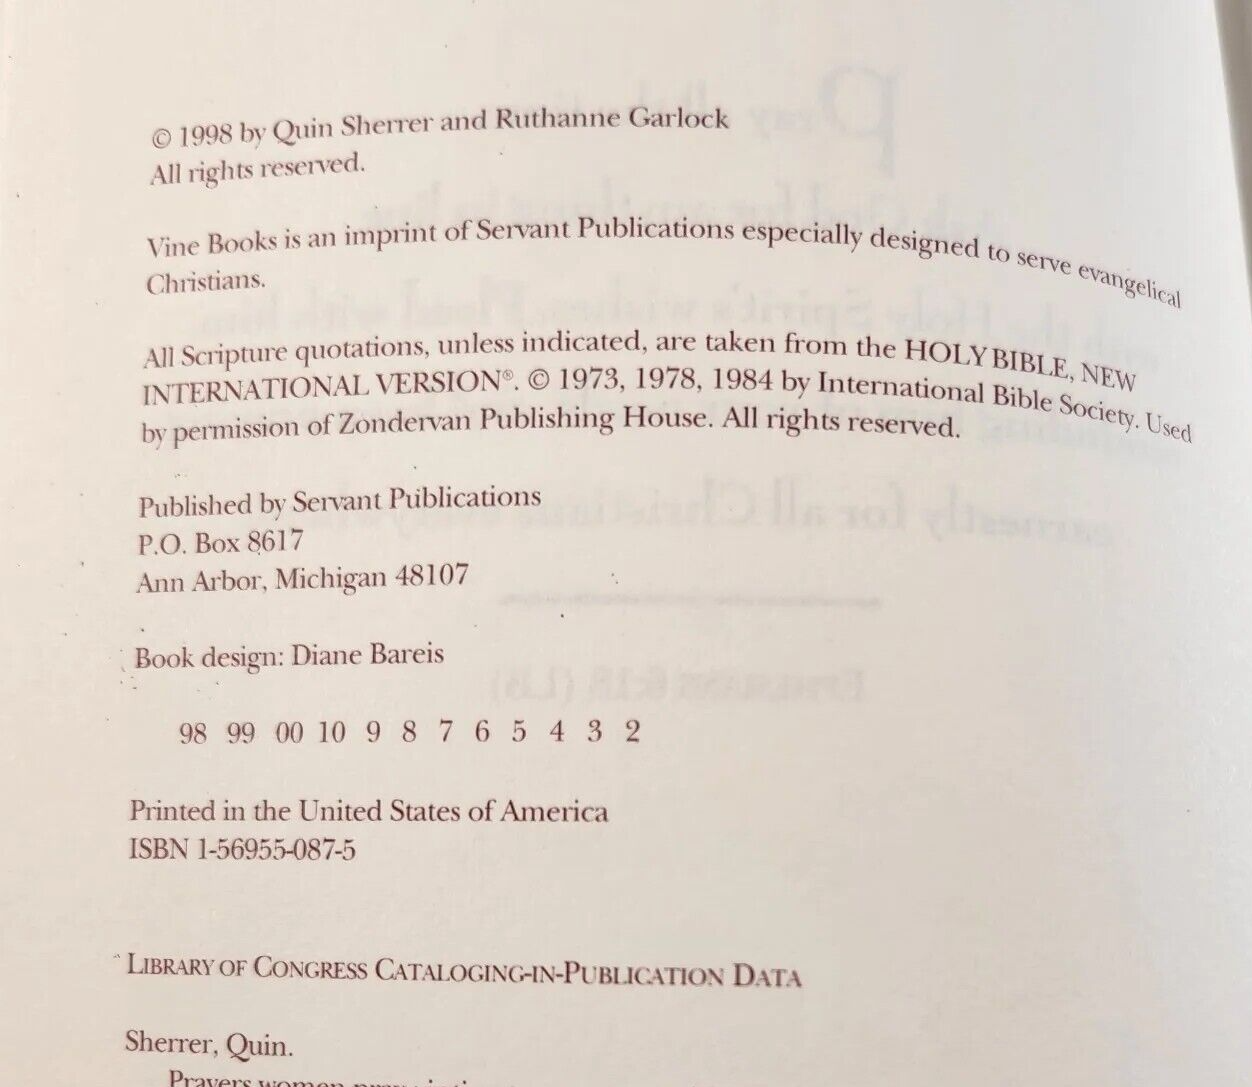 © 1998 by Quin Sherrer and Ruthanne Garlock
All rights reserved.
Vine Books is an imprint of Servant Publications especially designed to serve evangelical
Christians.
All Scripture quotations, unless indicated, are taken from the HOLY BIBLE, NEW
INTERNATIONAL VERSION®. © 1973, 1978, 1984 by International Bible Society. Used
by permission of Zondervan Publishing House. All rights reserved.
Published by Servant Publications
P.O. Box 8617
Ann Arbor, Michigan 48107
Book design: Diane Bareis
98 99 00 10 9 8 7 6 5 4 3 2
Printed in the United States of America
ISBN 1-56955-087-5
LIBRARY OF CONGRESS CATALOGING-IN-PUBLICATION DATA
Sherrer, Quin.
Prayers women